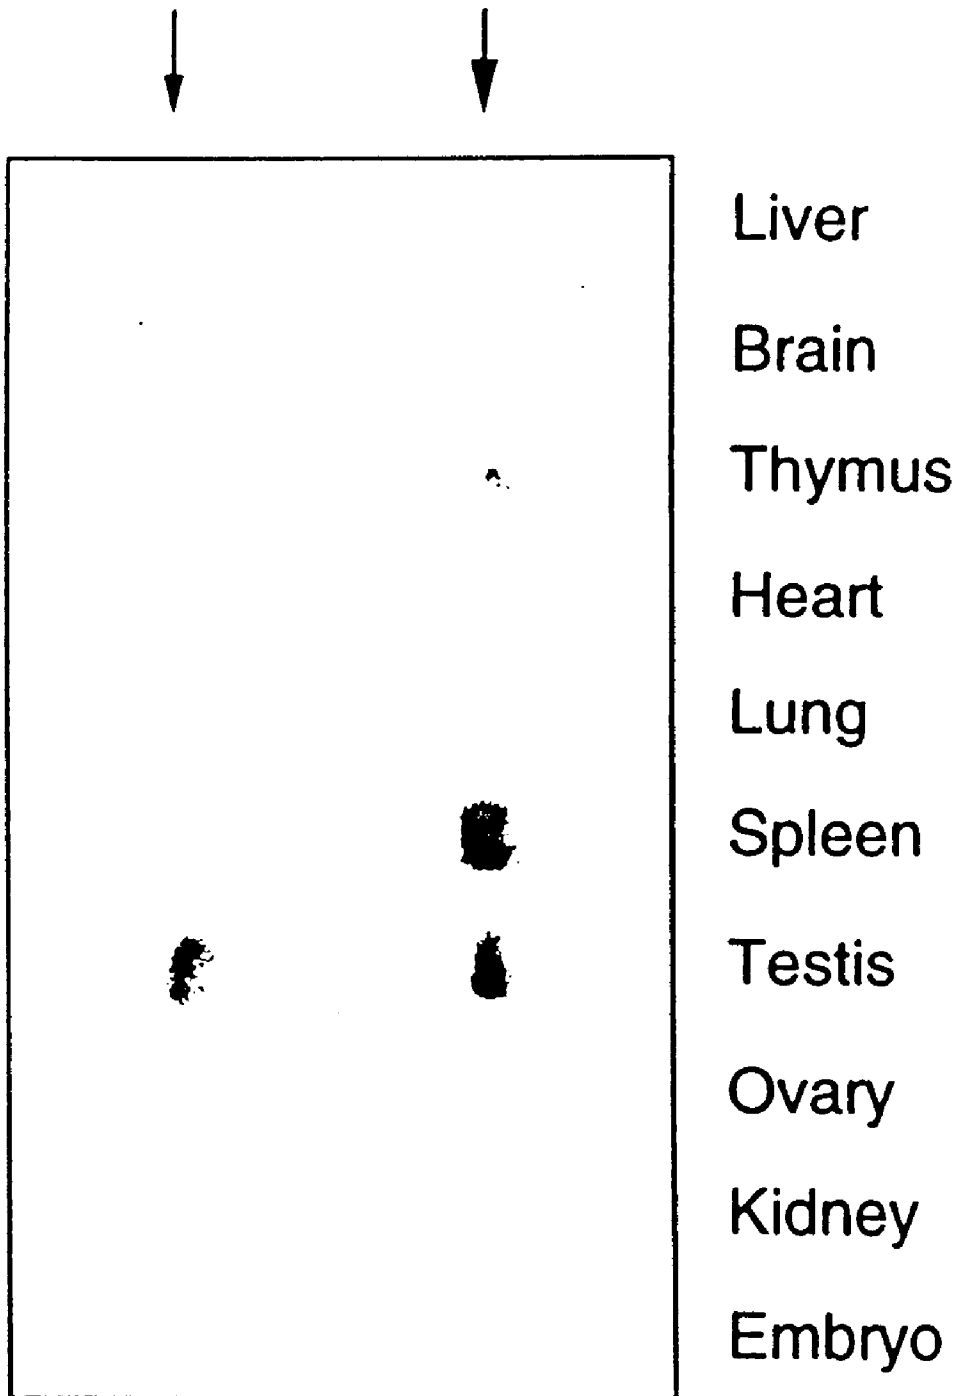 Liver
Brain
Thymus
Heart
Lung
Spleen
Testis
Ovary
Kidney
Embryo